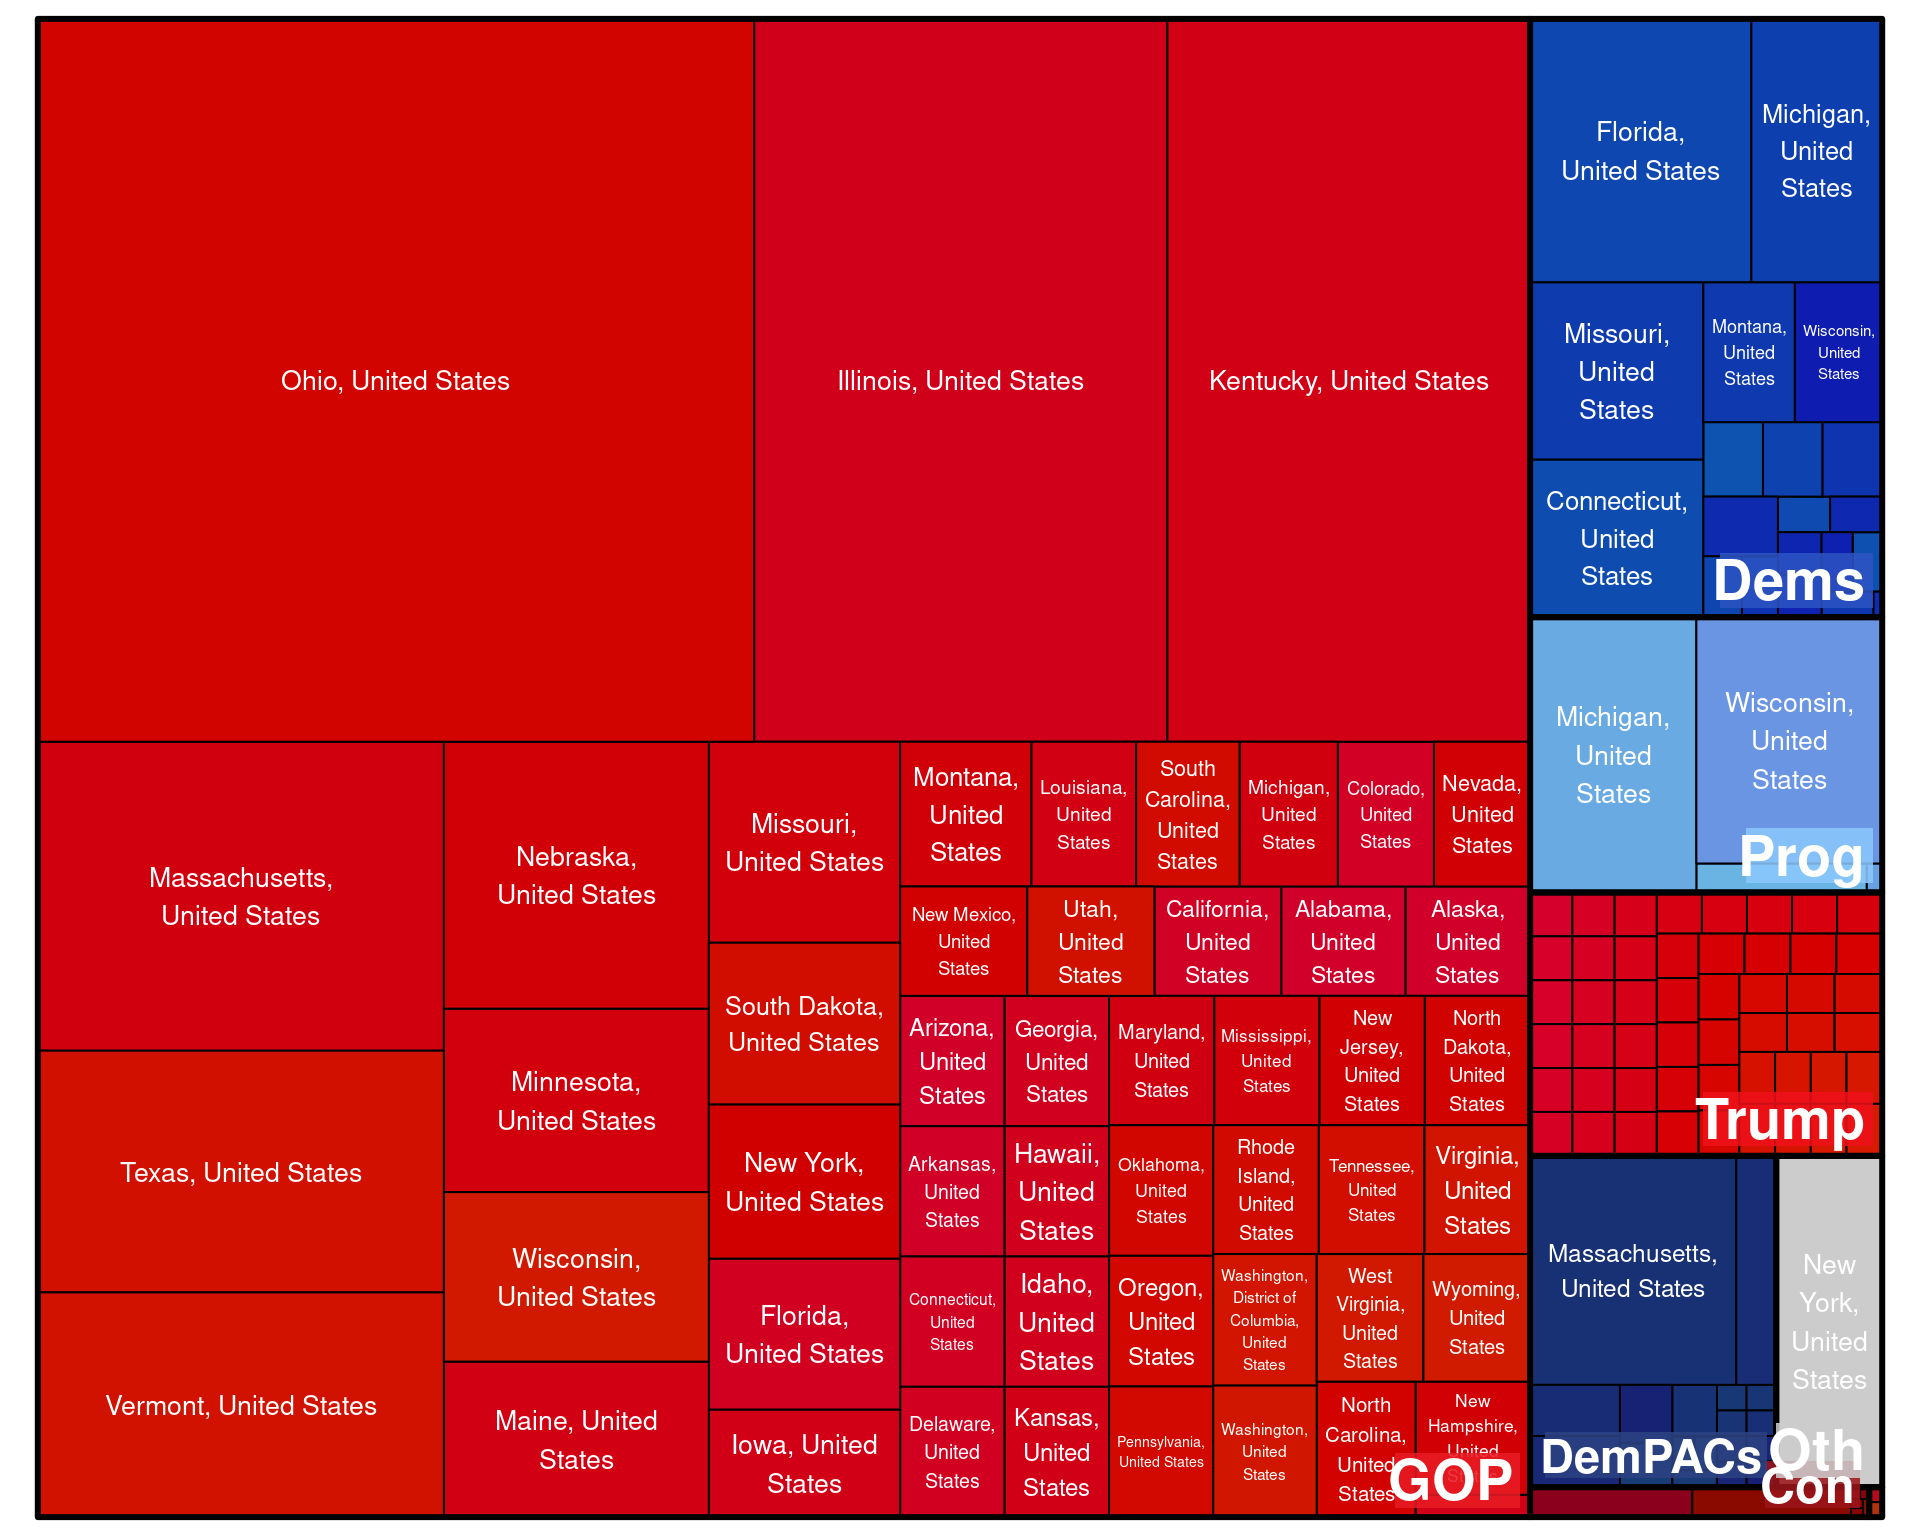 Ohio, United States
Illinois, United States
Kentucky, United States
Massachusetts,
United States
Texas, United States
Vermont, United States
Nebraska,
United States
Minnesota,
United States
Wisconsin,
United States
Maine, United
States
Missouri,
United States
South Dakota,
United States
New York,
United States
Florida,
United States
Iowa, United
States
Montana,
United
States
Louisiana,
United
States
South
Carolina,
United
States
Michigan,
United
States
Colorado,
United
States
Nevada,
United
States
New Mexico,
United
States
Utah,
United
States
California,
United
States
Alabama,
United
States
Alaska,
United
States
Arizona,
United
States
Georgia,
United
States
Maryland,
United
States
Mississippi,
United
States
New
Jersey,
United
States
North
Dakota,
United
States
Arkansas,
United
States
Hawaii,
United
States
Oklahoma,
United
States
Rhode
Island,
United
States
Tennessee,
United
States
Virginia,
United
States
Connecticut,
United
States
Idaho,
United
States
Oregon,
United
States
Washington,
District of
Columbia,
United
States
West
Virginia,
United
States
Wyoming,
United
States
Delaware,
United
States
Kansas,
United
States
Pennsylvania,
United States
Washington,
United
States
North
Carolina,
United
States
New
Hampshire,
United
GOP
Florida,
United States
Michigan,
United
States
Missouri,
United
States
Montana,
United
States
Wisconsin,
United
States
Connecticut,
United
States
Dems
Michigan,
United
States
Wisconsin,
United
States
Prog
Trump
Massachusetts,
United States
DemPACs
New
York,
United
States
Oth
Con